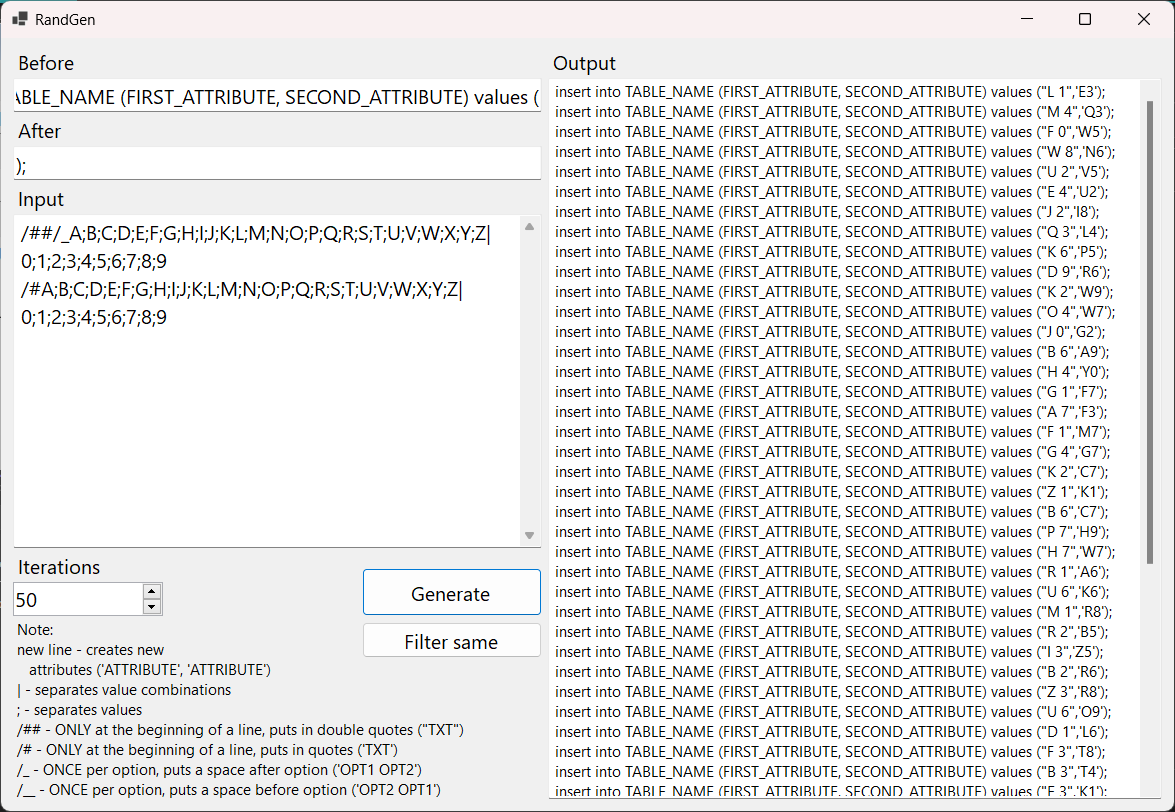 RandGen
Before
ABLE_NAME (FIRST_ATTRIBUTE, SECOND_ATTRIBUTE) values (
After
);
Input
/##/_A;B;C;D;E;F;G;H;I;J;K;L;M;N;O;P;Q;R;S;T;U;V;W;X;Y;Z|
0;1;2;3;4;5;6;7;8;9
/#A;B;C;D;E;F;G;H;I;J;K;L;M;N;O;P;Q;R;S;T;U;V;W;X;Y;Z|
0;1;2;3;4;5;6;7;8;9
Iterations
50
Generate
Filter same
Note:
new line - creates new
attributes ('ATTRIBUTE', 'ATTRIBUTE')
| - separates value combinations
; - separates values
/## - ONLY at the beginning of a line, puts in double quotes ("TXT")
/# - ONLY at the beginning of a line, puts in quotes ('TXT')
/_ - ONCE per option, puts a space after option ('OPT1 OPT2')
/__ - ONCE per option, puts a space before option ('OPT2 OPT1')
Output
insert into TABLE_NAME (FIRST_ATTRIBUTE, SECOND_ATTRIBUTE) values ("L 1",'E3');
insert into TABLE_NAME (FIRST_ATTRIBUTE, SECOND_ATTRIBUTE) values ("M 4",'Q3');
insert into TABLE_NAME (FIRST_ATTRIBUTE, SECOND_ATTRIBUTE) values ("F 0",'W5');
insert into TABLE_NAME (FIRST_ATTRIBUTE, SECOND_ATTRIBUTE) values ("W 8",'N6');
insert into TABLE_NAME (FIRST_ATTRIBUTE, SECOND_ATTRIBUTE) values ("U 2",'V5');
insert into TABLE_NAME (FIRST_ATTRIBUTE, SECOND_ATTRIBUTE) values ("E 4",'U2');
insert into TABLE_NAME (FIRST_ATTRIBUTE, SECOND_ATTRIBUTE) values ("J 2",'I8');
insert into TABLE_NAME (FIRST_ATTRIBUTE, SECOND_ATTRIBUTE) values ("Q 3",'L4');
insert into TABLE_NAME (FIRST_ATTRIBUTE, SECOND_ATTRIBUTE) values ("K 6",'P5');
insert into TABLE_NAME (FIRST_ATTRIBUTE, SECOND_ATTRIBUTE) values ("D 9",'R6');
insert into TABLE_NAME (FIRST_ATTRIBUTE, SECOND_ATTRIBUTE) values ("K 2",'W9');
insert into TABLE_NAME (FIRST_ATTRIBUTE, SECOND_ATTRIBUTE) values ("O 4",'W7');
insert into TABLE_NAME (FIRST_ATTRIBUTE, SECOND_ATTRIBUTE) values ("J 0",'G2');
insert into TABLE_NAME (FIRST_ATTRIBUTE, SECOND_ATTRIBUTE) values ("B 6",'A9');
insert into TABLE_NAME (FIRST_ATTRIBUTE, SECOND_ATTRIBUTE) values ("H 4",'Y0');
insert into TABLE_NAME (FIRST_ATTRIBUTE, SECOND_ATTRIBUTE) values ("G 1",'F7');
insert into TABLE_NAME (FIRST_ATTRIBUTE, SECOND_ATTRIBUTE) values ("A 7",'F3');
insert into TABLE_NAME (FIRST_ATTRIBUTE, SECOND_ATTRIBUTE) values ("F 1",'M7');
insert into TABLE_NAME (FIRST_ATTRIBUTE, SECOND_ATTRIBUTE) values ("G 4",'G7');
insert into TABLE_NAME (FIRST_ATTRIBUTE, SECOND_ATTRIBUTE) values ("K 2",'C7');
insert into TABLE_NAME (FIRST_ATTRIBUTE, SECOND_ATTRIBUTE) values ("Z 1",'K1');
insert into TABLE_NAME (FIRST_ATTRIBUTE, SECOND_ATTRIBUTE) values ("B 6",'C7');
insert into TABLE_NAME (FIRST_ATTRIBUTE, SECOND_ATTRIBUTE) values ("P 7",'H9');
insert into TABLE_NAME (FIRST_ATTRIBUTE, SECOND_ATTRIBUTE) values ("H 7",'W7');
insert into TABLE_NAME (FIRST_ATTRIBUTE, SECOND_ATTRIBUTE) values ("R 1",'A6');
insert into TABLE_NAME (FIRST_ATTRIBUTE, SECOND_ATTRIBUTE) values ("U 6",'K6');
insert into TABLE_NAME (FIRST_ATTRIBUTE, SECOND_ATTRIBUTE) values ("M 1",'R8');
insert into TABLE_NAME (FIRST_ATTRIBUTE, SECOND_ATTRIBUTE) values ("R 2",'B5');
insert into TABLE_NAME (FIRST_ATTRIBUTE, SECOND_ATTRIBUTE) values ("I 3",'Z5');
insert into TABLE_NAME (FIRST_ATTRIBUTE, SECOND_ATTRIBUTE) values ("B 2",'R6');
insert into TABLE_NAME (FIRST_ATTRIBUTE, SECOND_ATTRIBUTE) values ("Z 3",'R8');
insert into TABLE_NAME (FIRST_ATTRIBUTE, SECOND_ATTRIBUTE) values ("U 6",'O9');
insert into TABLE_NAME (FIRST_ATTRIBUTE, SECOND_ATTRIBUTE) values ("D 1",'L6');
insert into TABLE_NAME (FIRST_ATTRIBUTE, SECOND_ATTRIBUTE) values ("F 3",'T8');
insert into TABLE_NAME (FIRST_ATTRIBUTE, SECOND_ATTRIBUTE) values ("B 3",'T4');
insert into TABLE_NAME (FIRST_ATTRIBUTE, SECOND_ATTRIBUTE) values